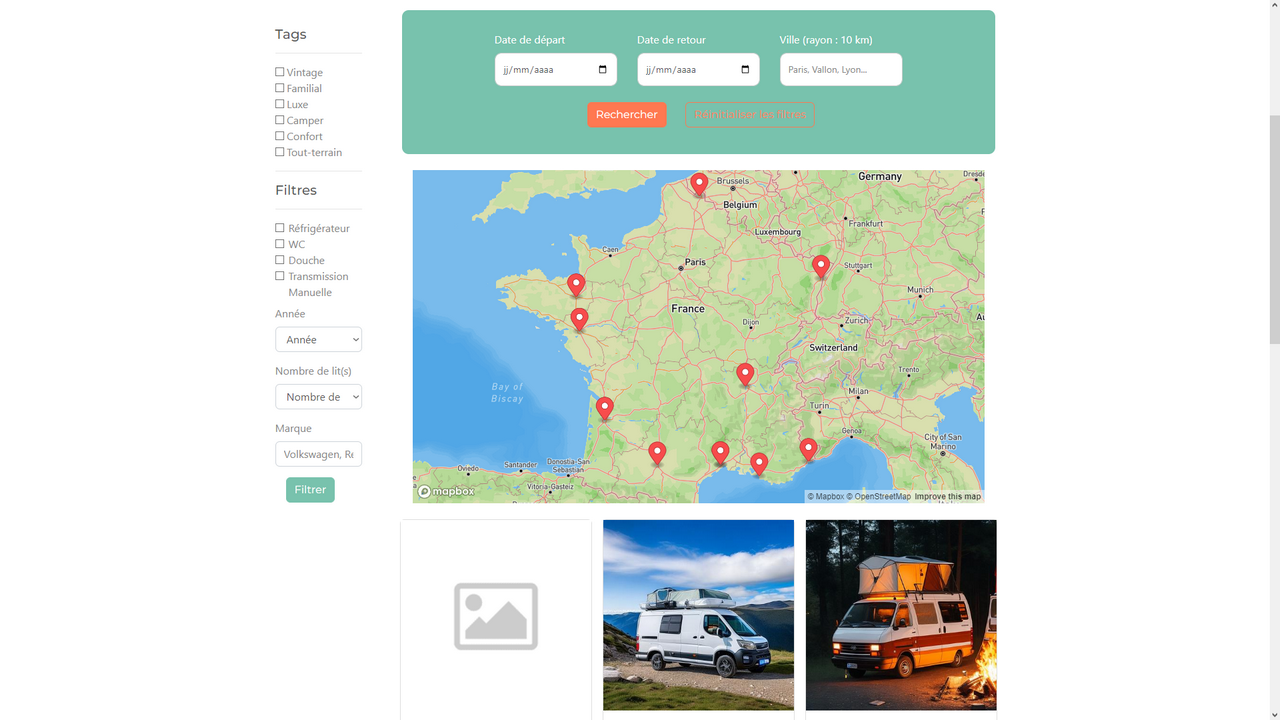 Tags
Vintage
Familial
Luxe
Camper
Confort
Tout-terrain
Filtres
Réfrigérateur
WC
Douche
Transmission
Manuelle
Année
Année
Nombre de lit(s)
Nombre de
Marque
Volkswagen, Re
Filtrer
Date de départ
Date de retour
Ville (rayon : 10 km)
jj/mm/aaaa
jj/mm/aaaa
Paris, Vallon, Lyon...
Rechercher
Réinitialiser les filtres
Brussels
Germany
Belgium
Frankfurt
Luxembourg
Caen
Paris
Stuttgart
Munich
France
Dijon
Zurich
Switzerland
Trento
Bay of
Biscay
Milan
Turin
Genoa
City of San
Marino
Oviedo
Santander
Donostia-San
Sebastián
Vitoria-Gasteiz
mapbox
© Mapbox © OpenStreetMap Improve this map